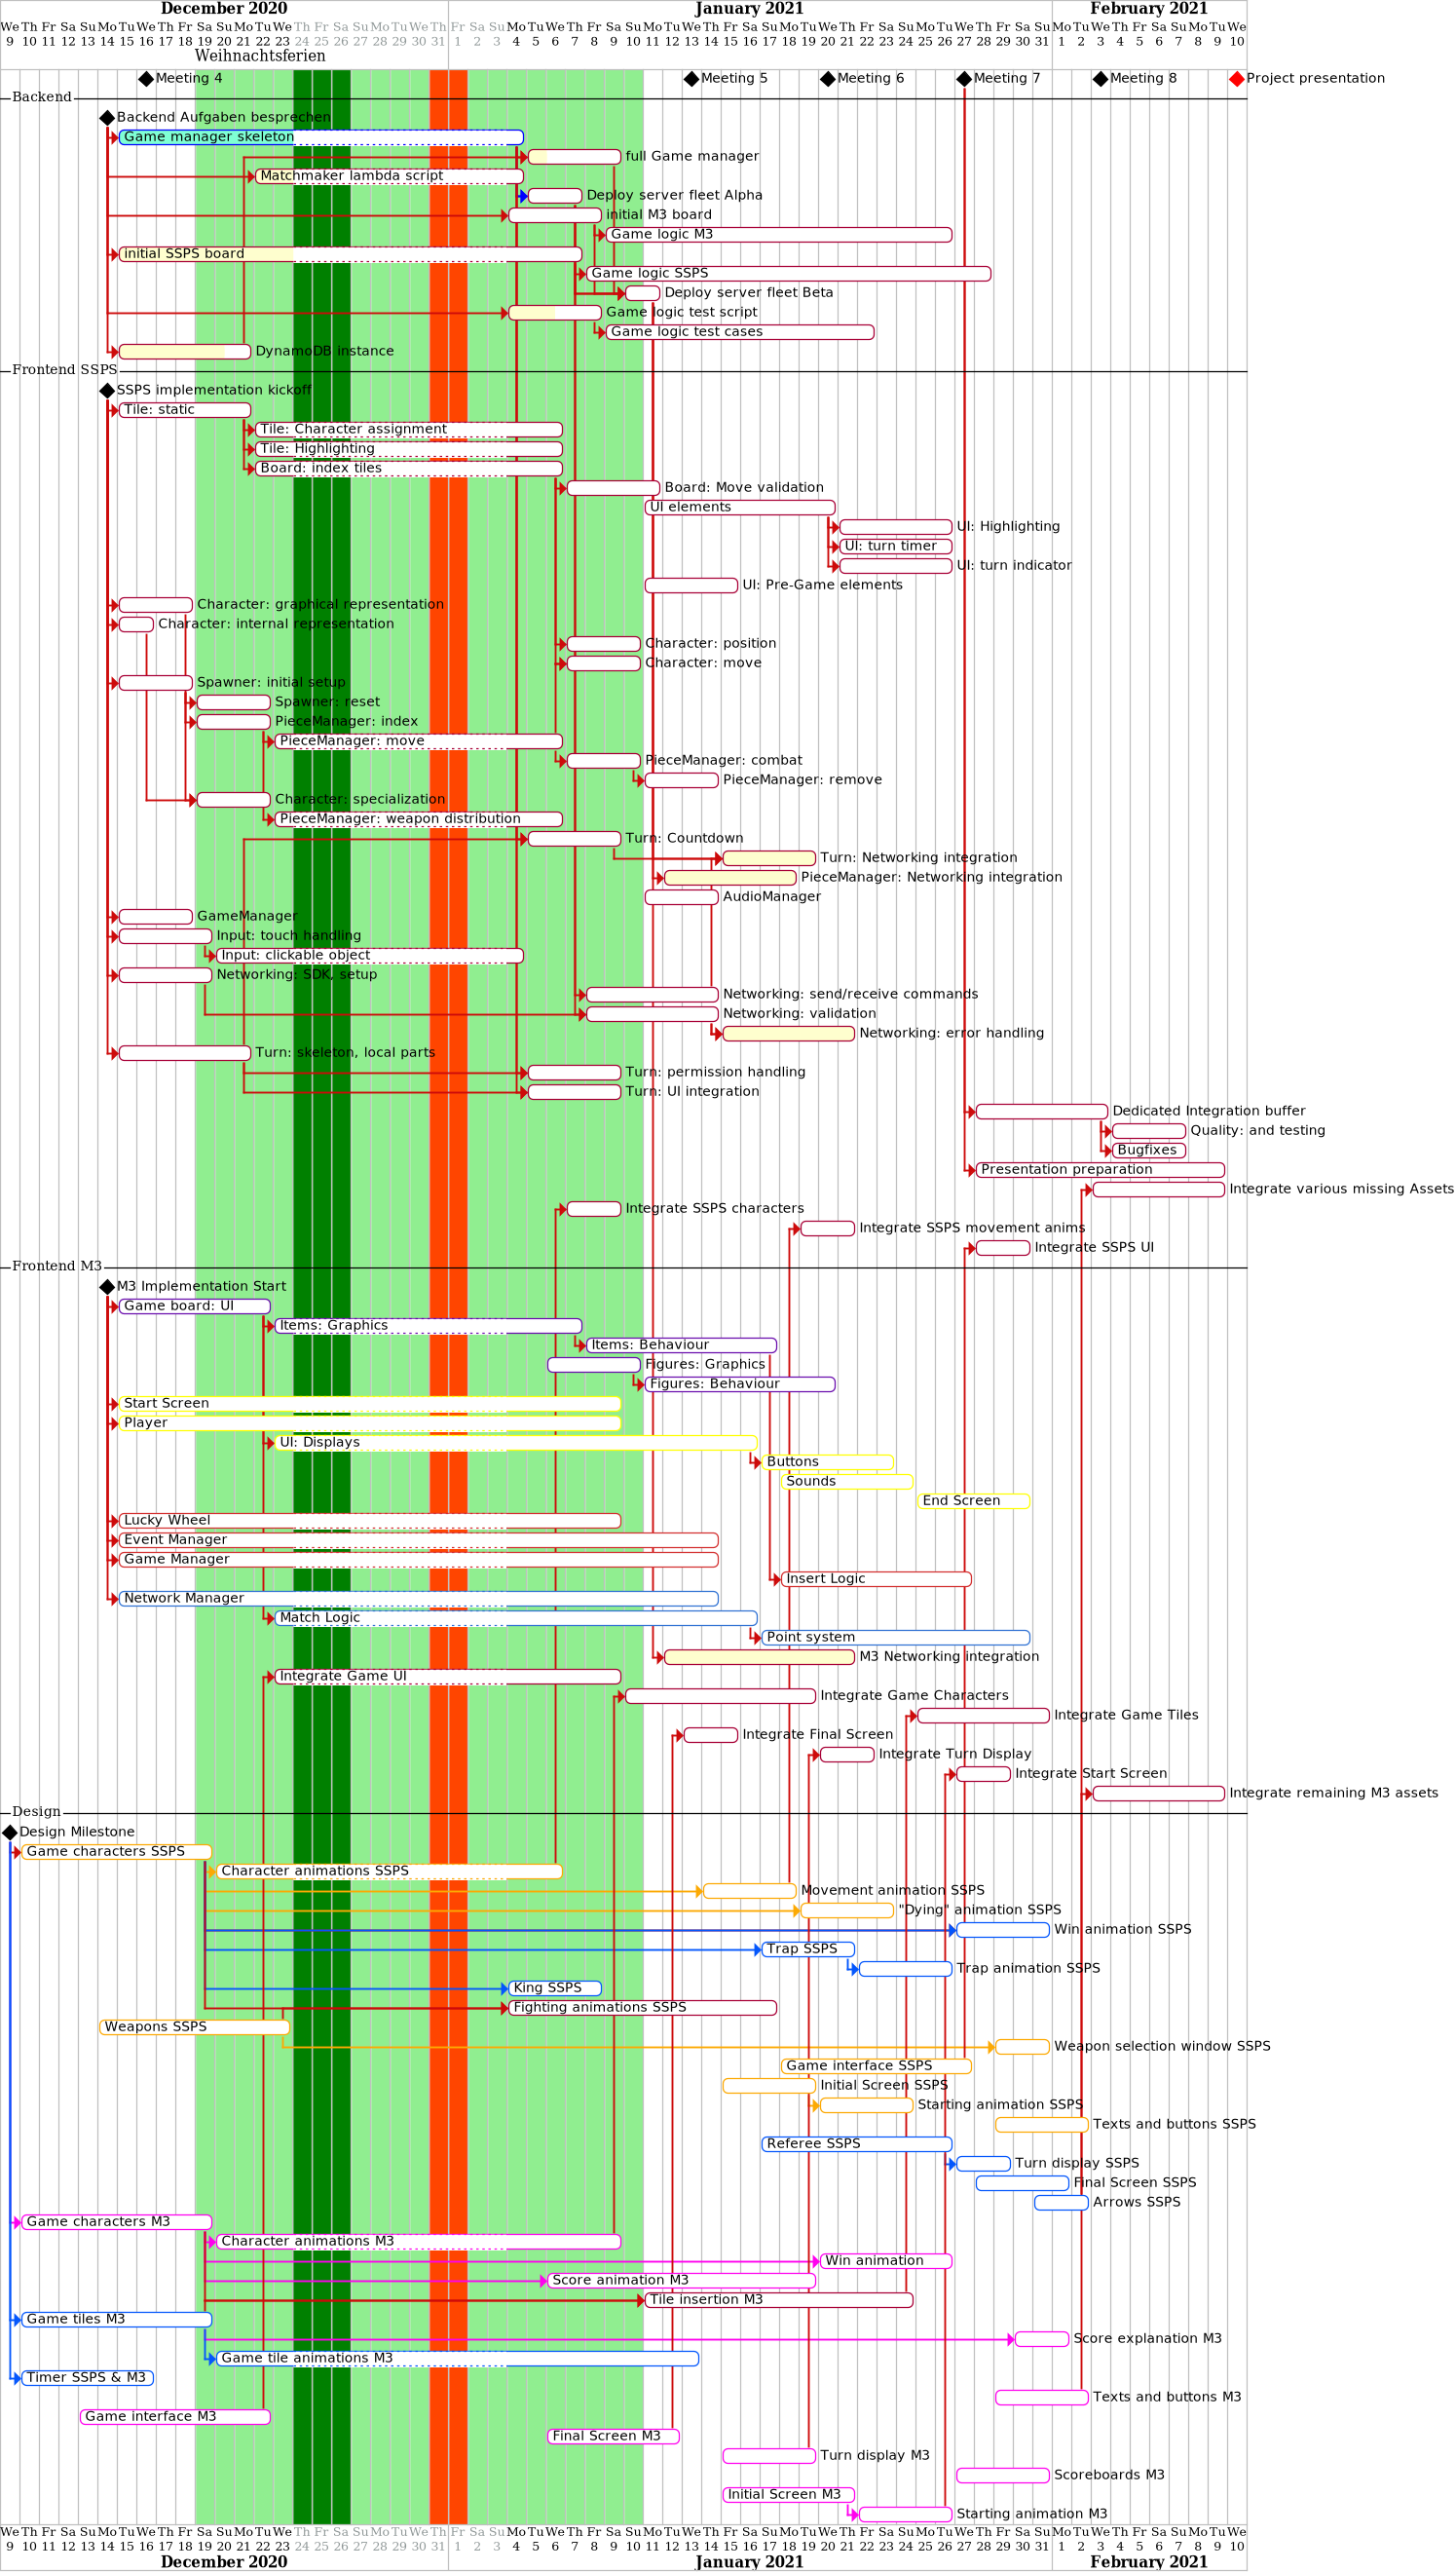 December 2020 January 2021 February 2021
We Th Fr Sa Su Mo Tu We Th Fr Sa Su Mo Tu We Th Fr Sa Su Mo Tu We Th Fr Sa Su Mo Tu We Th Fr Sa Su Mo Tu We Th Fr Sa Su Mo Tu We Th Fr Sa Su Mo Tu We Th Fr Sa Su Mo Tu We Th Fr Sa Su Mo Tu We
9 10 11 12 13 14 15 16 17 18 19 20 21 22 23 24 25 26 27 28 29 30 31 1 2 3 4 5 6 7 8 9 10 11 12 13 14 15 16 17 18 19 20 21 22 23 24 25 26 27 28 29 30 31 1 2 3 4 5 6 7 8 9 10
Weihnachtsferien
Meeting 4 Meeting 5 Meeting 6 Meeting 7 Meeting 8 Project presentation
Backend
Backend Aufgaben besprechen
Game manager skeleton
full Game manager
Matchmaker lambda script
Deploy server fleet Alpha
initial M3 board
Game logic M3
initial SSPS board
Game logic SSPS
Deploy server fleet Beta
Game logic test script
Game logic test cases
DynamoDB instance
Frontend SSPS
SSPS implementation kickoff
Tile: static
Tile: Character assignment
Tile: Highlighting
Board: index tiles
Board: Move validation
UI elements
UI: Highlighting
UI: turn timer
UI: turn indicator
UI: Pre-Game elements
Character: graphical representation
Character: internal representation
Character: position
Character: move
Spawner: initial setup
Spawner: reset
PieceManager: index
PieceManager: move
PieceManager: combat
PieceManager: remove
Character: specialization
PieceManager: weapon distribution
Turn: Countdown
Turn: Networking integration
PieceManager: Networking integration
AudioManager
GameManager
Input: touch handling
Input: clickable object
Networking: SDK, setup
Networking: send/receive commands
Networking: validation
Networking: error handling
Turn: skeleton, local parts
Turn: permission handling
Turn: UI integration
Dedicated Integration buffer
Quality: and testing
Bugfixes
Presentation preparation
Integrate various missing Assets
Integrate SSPS characters
Integrate SSPS movement anims
Integrate SSPS UI
Frontend M3
M3 Implementation Start
Game board: UI
Items: Graphics
Items: Behaviour
Figures: Graphics
Figures: Behaviour
Start Screen
Player
UI: Displays
Buttons
Sounds
End Screen
Lucky Wheel
Event Manager
Game Manager
Insert Logic
Network Manager
Match Logic
Point system
M3 Networking integration
Integrate Game UI
Integrate Game Characters
Integrate Game Tiles
Integrate Final Screen
Integrate Turn Display
Integrate Start Screen
Integrate remaining M3 assets
Design
Design Milestone
Game characters SSPS
Character animations SSPS
Movement animation SSPS
"Dying" animation SSPS
Win animation SSPS
Trap SSPS
Trap animation SSPS
King SSPS
Fighting animations SSPS
Weapons SSPS
Weapon selection window SSPS
Game interface SSPS
Initial Screen SSPS
Starting animation SSPS
Texts and buttons SSPS
Referee SSPS
Turn display SSPS
Final Screen SSPS
Arrows SSPS
Game characters M3
Character animations M3
Win animation
Score animation M3
Tile insertion M3
Game tiles M3
Score explanation M3
Game tile animations M3
Timer SSPS & M3
Texts and buttons M3
Game interface M3
Final Screen M3
Turn display M3
Scoreboards M3
Initial Screen M3
Starting animation M3
We Th Fr Sa Su Mo Tu We Th Fr Sa Su Mo Tu We Th Fr Sa Su Mo Tu We Th Fr Sa Su Mo Tu We Th Fr Sa Su Mo Tu We Th Fr Sa Su Mo Tu We Th Fr Sa Su Mo Tu We Th Fr Sa Su Mo Tu We Th Fr Sa Su Mo Tu We
9 10 11 12 13 14 15 16 17 18 19 20 21 22 23 24 25 26 27 28 29 30 31 1 2 3 4 5 6 7 8 9 10 11 12 13 14 15 16 17 18 19 20 21 22 23 24 25 26 27 28 29 30 31 1 2 3 4 5 6 7 8 9 10
December 2020 January 2021 February 2021